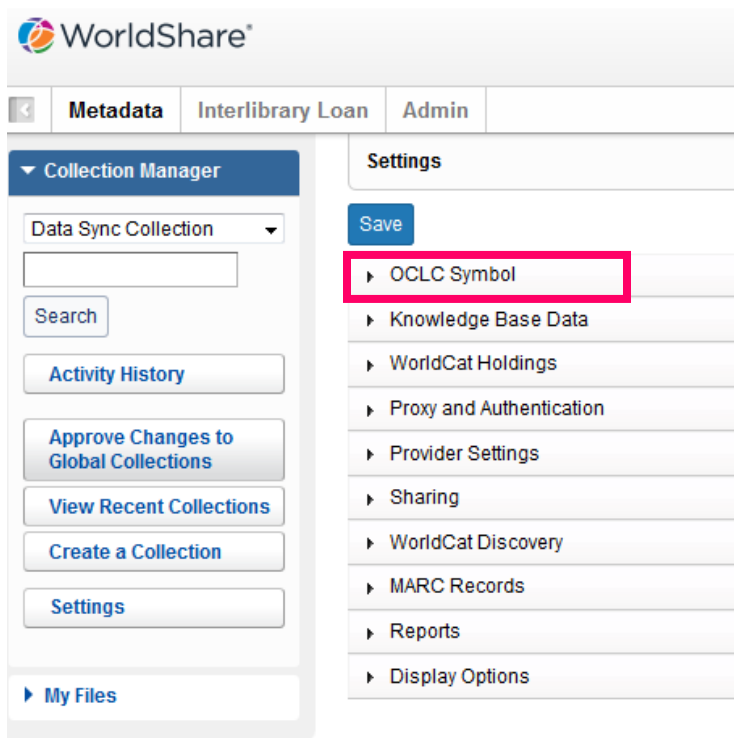 WorldShare®
Metadata
Interlibrary Loan
Admin
Collection Manager
Data Sync Collection
Search
Activity History
Approve Changes to
Global Collections
View Recent Collections
Create a Collection
Settings
My Files
Settings
Save
OCLC Symbol
Knowledge Base Data
WorldCat Holdings
Proxy and Authentication
Provider Settings
Sharing
WorldCat Discovery
MARC Records
Reports
Display Options